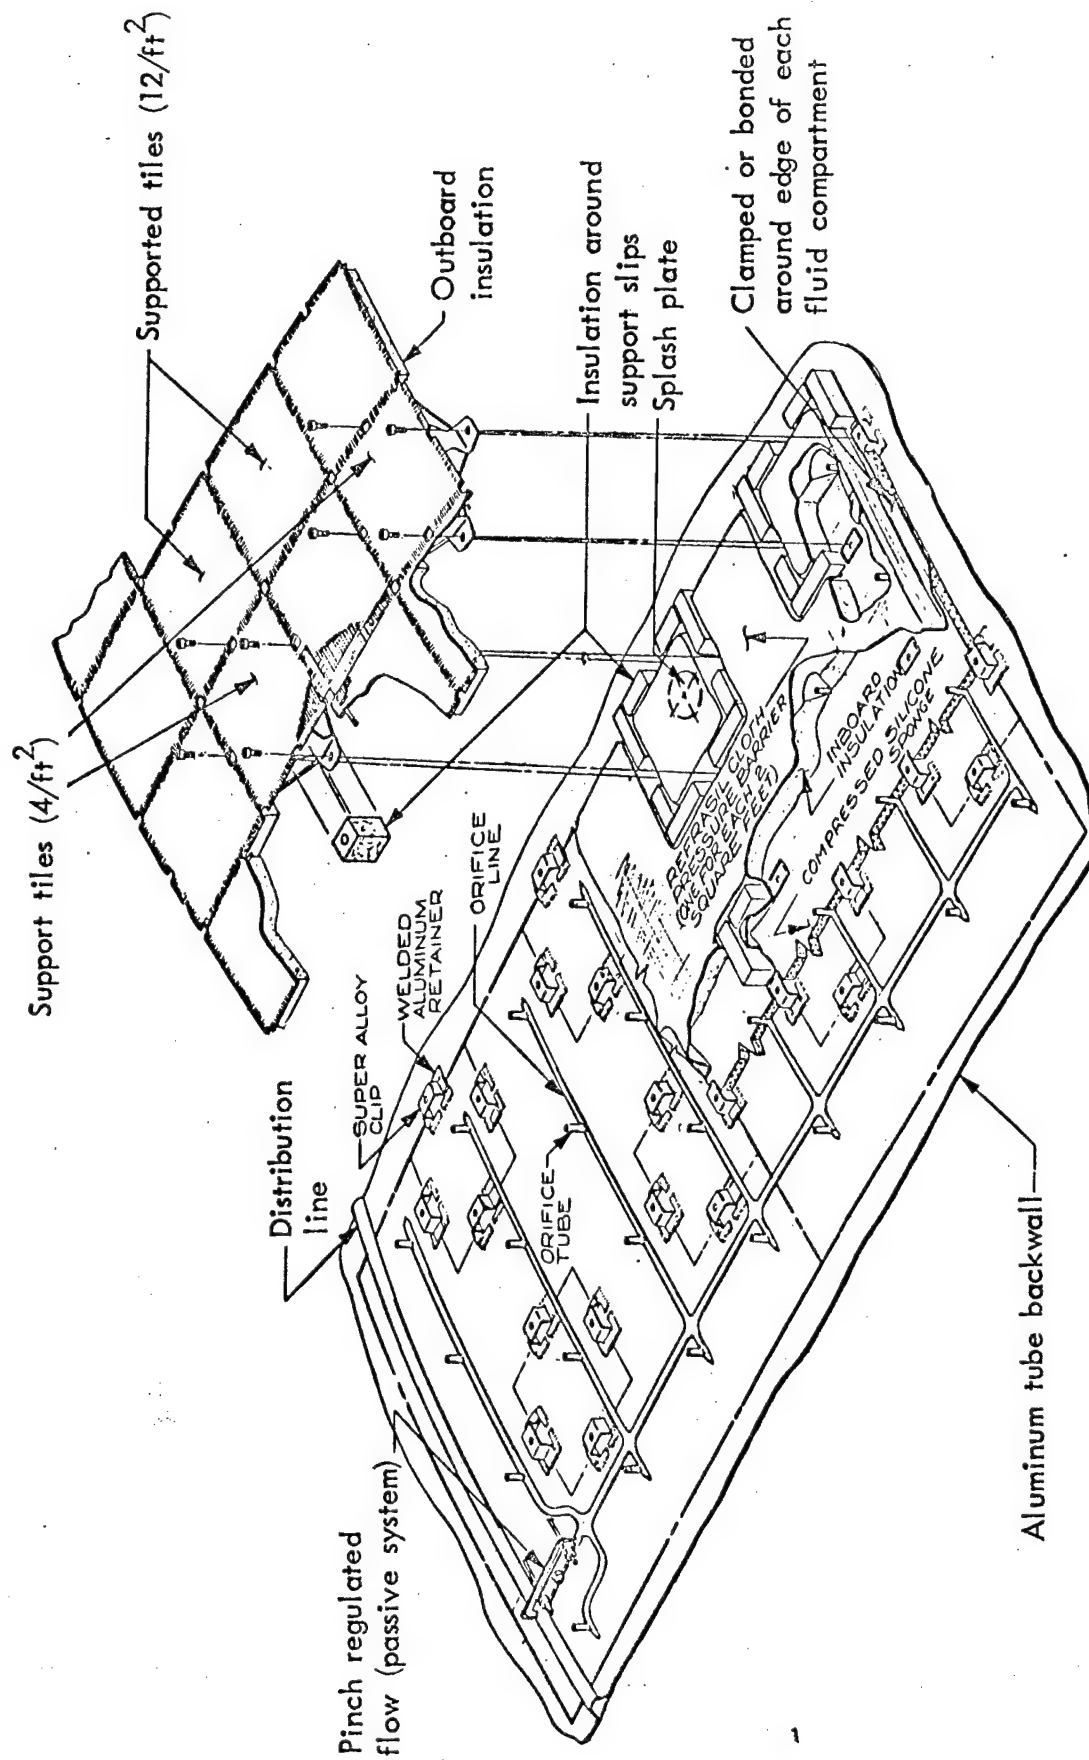 Support tiles (4/ft²)
Supported tiles (12/ft²)
Outboard
insulation
Distribution
line
SUPER ALLOY
CLIP
WELDED
ALUMINUM
RETAINER
ORIFICE
LINE
ORIFICE
TUBE
Pinch regulated
flow (passive system)
Insulation around
support slips
Splash plate
REFRASIL CLOTH
PRESSURE BARRIER
(ONE FOR EACH 2
SQUARE FEET)
INBOARD
INSULATION
COMPRESSED SILICONE
SPONGE
Clamped or bonded
around edge of each
fluid compartment
Aluminum tube backwall
1